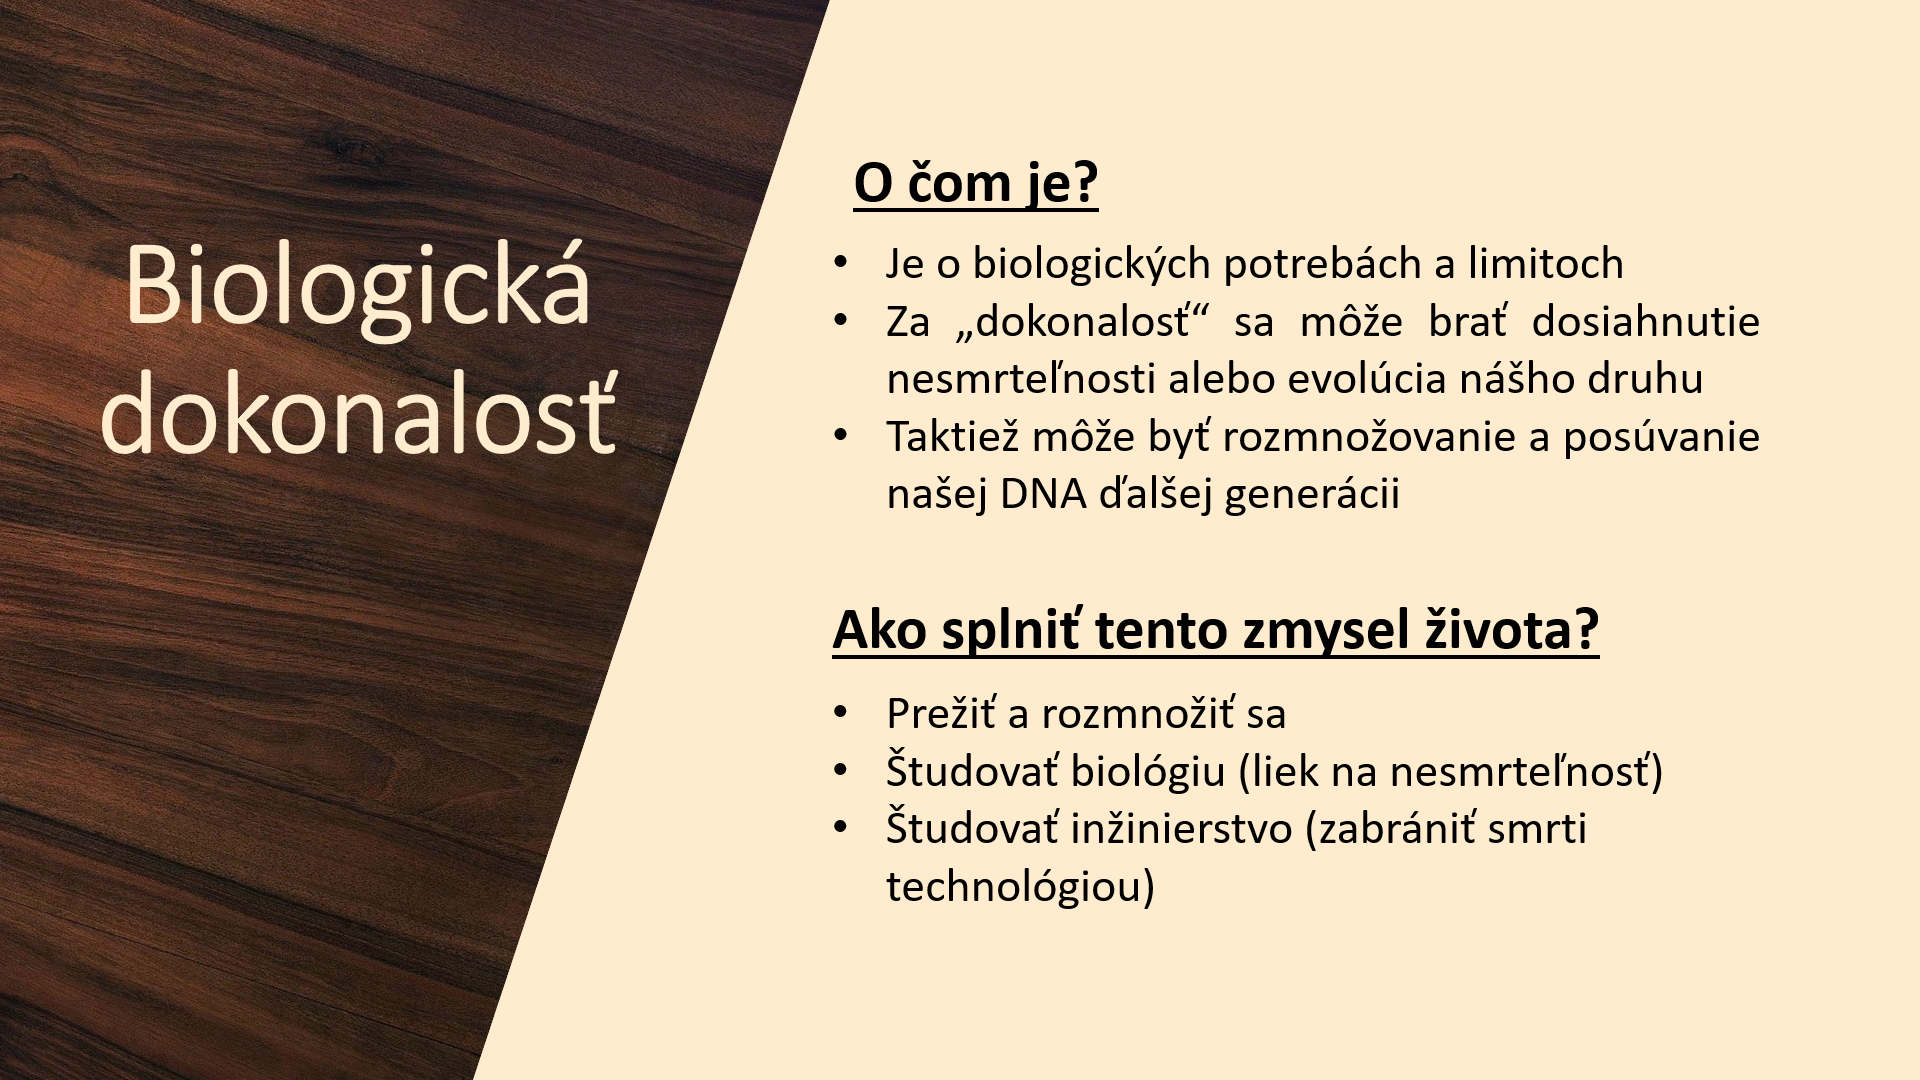 Biologická
dokonalosť
O čom je?
• Je o biologických potrebách a limitoch
• Za „dokonalosť“ sa môže brať dosiahnutie
nesmrteľnosti alebo evolúcia nášho druhu
• Taktiež môže byť rozmnožovanie a posúvanie
našej DNA ďalšej generácii
Ako splniť tento zmysel života?
• Prežiť a rozmnožiť sa
• Študovať biológiu (liek na nesmrteľnosť)
• Študovať inžinierstvo (zabrániť smrti
technológiou)